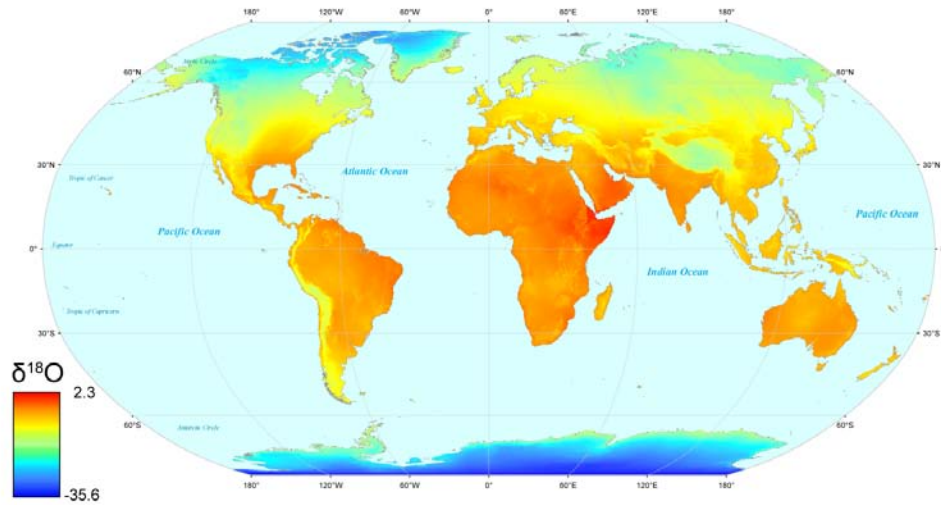 180° 120°W 60°W 0° 60°E 120°E 180°
Arctic Circle
60°N 60°N
30°N 30°N
Tropic of Cancer
Atlantic Ocean
Pacific Ocean
Pacific Ocean
Equator
0°
Indian Ocean
Tropic of Capricorn
30°S 30°S
δ18O
2.3
60°S 60°S
Antarctic Circle
-35.6
180° 120°W 60°W 0° 60°E 120°E 180°